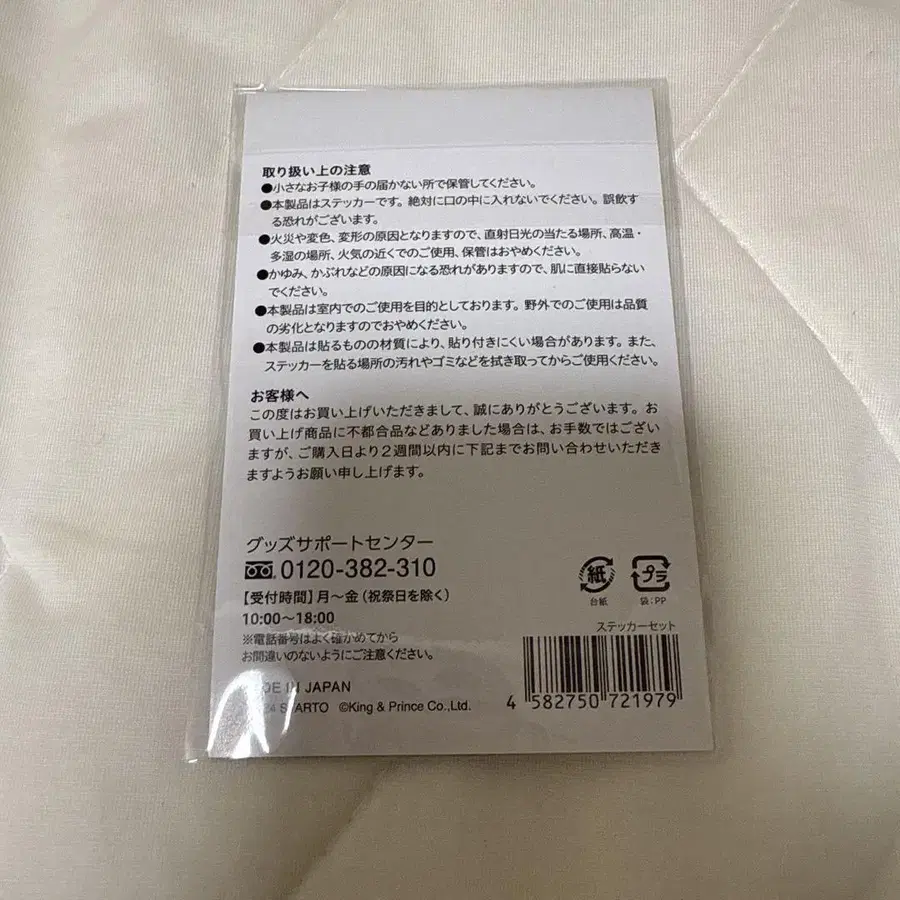 取り扱い上の注意
●小さなお子様の手の届かない所で保管してください。
●本製品はステッカーです。絶対に口の中に入れないでください。誤飲す
る恐れがございます。
●火災や変色、変形の原因となりますので、直射日光の当たる場所、高温・
多湿の場所、火気の近くでのご使用、保管はおやめください。
●かゆみ、かぶれなどの原因になる恐れがありますので、肌に直接貼らない
でください。
●本製品は室内でのご使用を目的としております。野外でのご使用は品質
の劣化となりますのでおやめください。
●本製品は貼るものの材質により、貼り付きにくい場合があります。また、
ステッカーを貼る場所の汚れやゴミなどを拭き取ってからご使用ください。
お客様へ
この度はお買い上げいただきまして、誠にありがとうございます。お
買い上げ商品に不都合品などありました場合は、お手数ではござい
ますが、ご購入日より2週間以内に下記までお問い合わせいただき
ますようお願い申し上げます。
グッズサポートセンター
0120-382-310
【受付時間】月～金(祝祭日を除く)
10:00～18:00
※電話番号はよく確かめてから
お間違いのないようにご注意ください。
IN JAPAN
©King & Prince Co.,Ltd.
紙
台紙
プラ
袋:PP
ステッカーセット
4 582750 721979